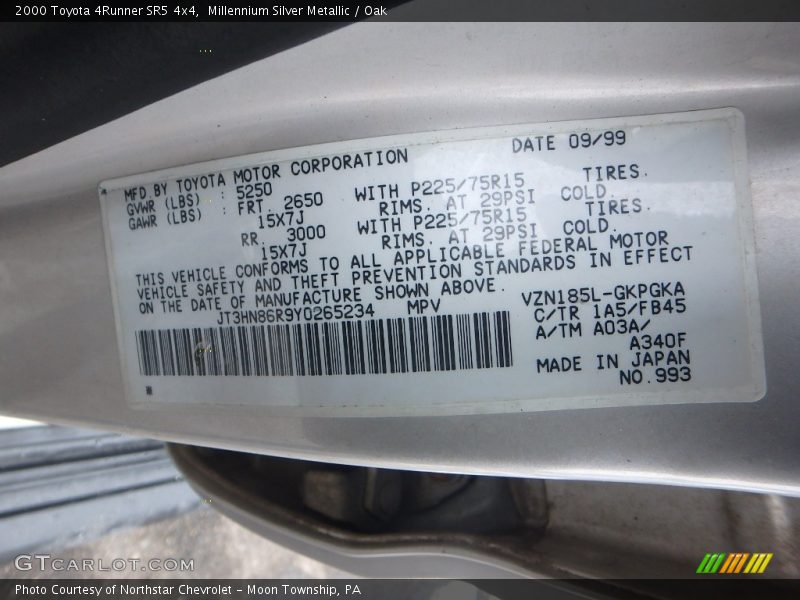 2000 Toyota 4Runner SR5 4x4,  Millennium Silver Metallic / Oak
MFD. BY TOYOTA MOTOR CORPORATION DATE 09/99
GVWR (LBS) 5250
GAWR (LBS) : FRT 2650 WITH P225/75R15 TIRES.
15X7J RIMS. AT 29PSI COLD.
RR. 3000 WITH P225/75R15 TIRES.
15X7J RIMS. AT 29PSI COLD.
THIS VEHICLE CONFORMS TO ALL APPLICABLE FEDERAL MOTOR
VEHICLE SAFETY AND THEFT PREVENTION STANDARDS IN EFFECT
ON THE DATE OF MANUFACTURE SHOWN ABOVE.
JT3HN86R9Y0265234 MPV
VZN185L-GKPGKA
C/TR 1A5/FB45
A/TM A03A/
A340F
MADE IN JAPAN
NO.993
GTCARLOT.COM
Photo Courtesy of Northstar Chevrolet – Moon Township, PA